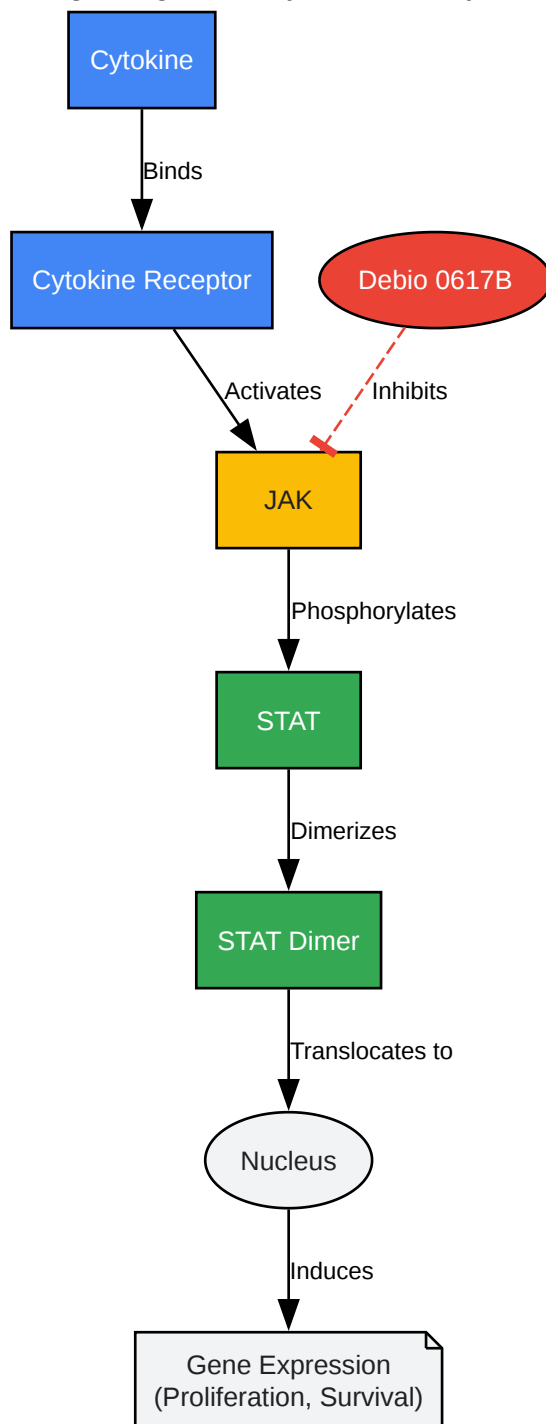 Cytokine
Binds
Cytokine Receptor
Debio 0617B
Activates
Inhibits
JAK
Phosphorylates
STAT
Dimerizes
STAT Dimer
Translocates to
Nucleus
Induces
Gene Expression
(Proliferation, Survival)